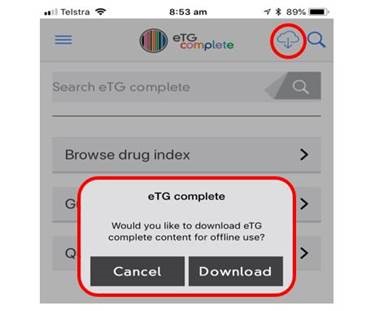 Telstra 8:53 am 89%
eTG
complete
Search eTG complete
Browse drug index
G
eTG complete
Would you like to download eTG
complete content for offline use?
Q
Cancel Download